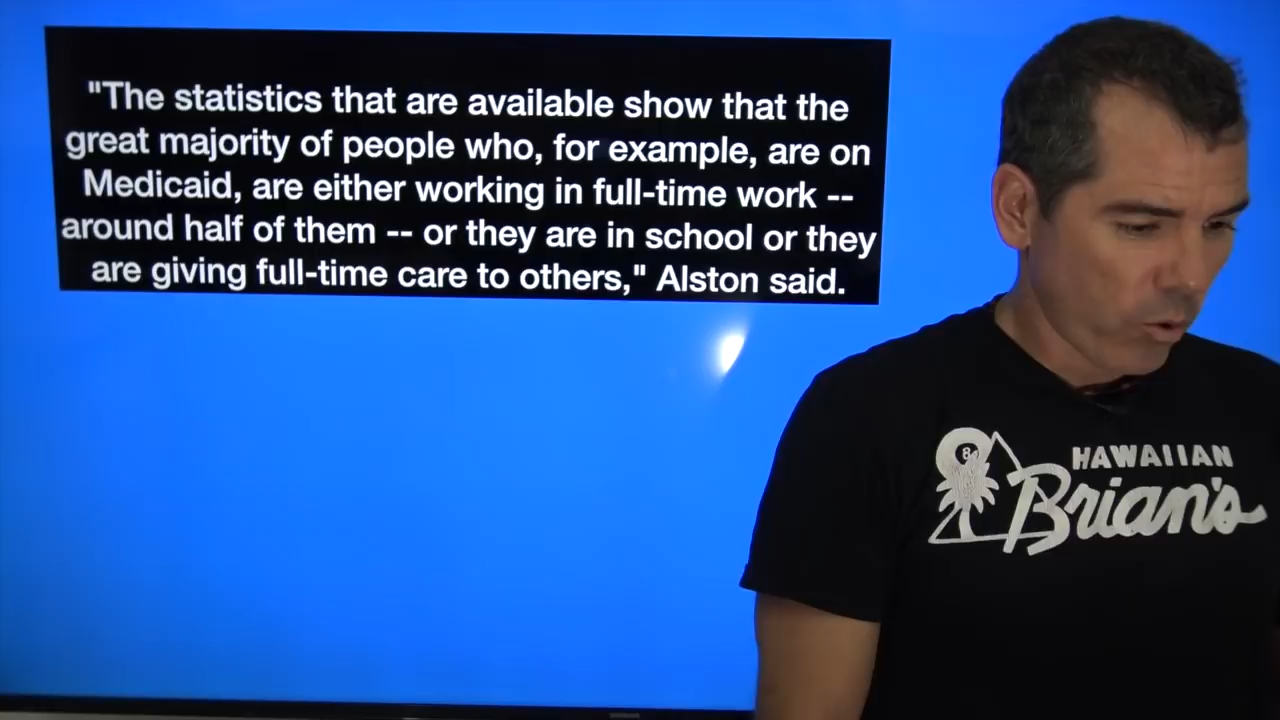 "The statistics that are available show that the
great majority of people who, for example, are on
Medicaid, are either working in full-time work --
around half of them -- or they are in school or they
are giving full-time care to others," Alston said.
8
HAWAIIAN
Brian's